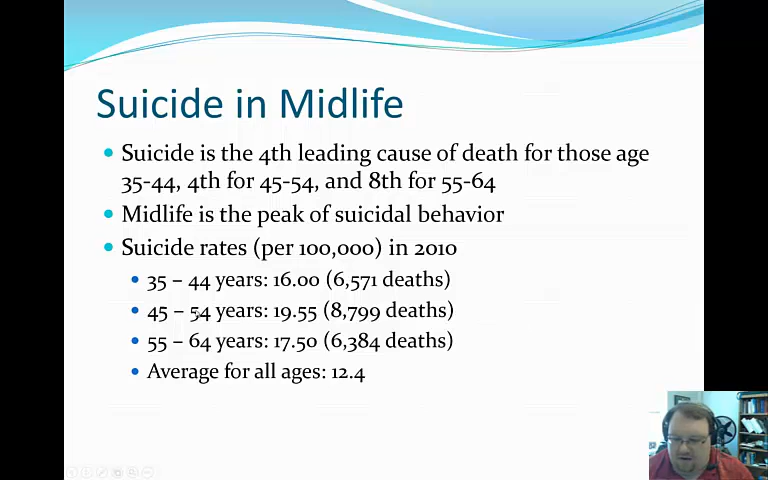 Suicide in Midlife
• Suicide is the 4th leading cause of death for those age
35-44, 4th for 45-54, and 8th for 55-64
• Midlife is the peak of suicidal behavior
• Suicide rates (per 100,000) in 2010
• 35 – 44 years: 16.00 (6,571 deaths)
• 45 – 54 years: 19.55 (8,799 deaths)
• 55 – 64 years: 17.50 (6,384 deaths)
• Average for all ages: 12.4